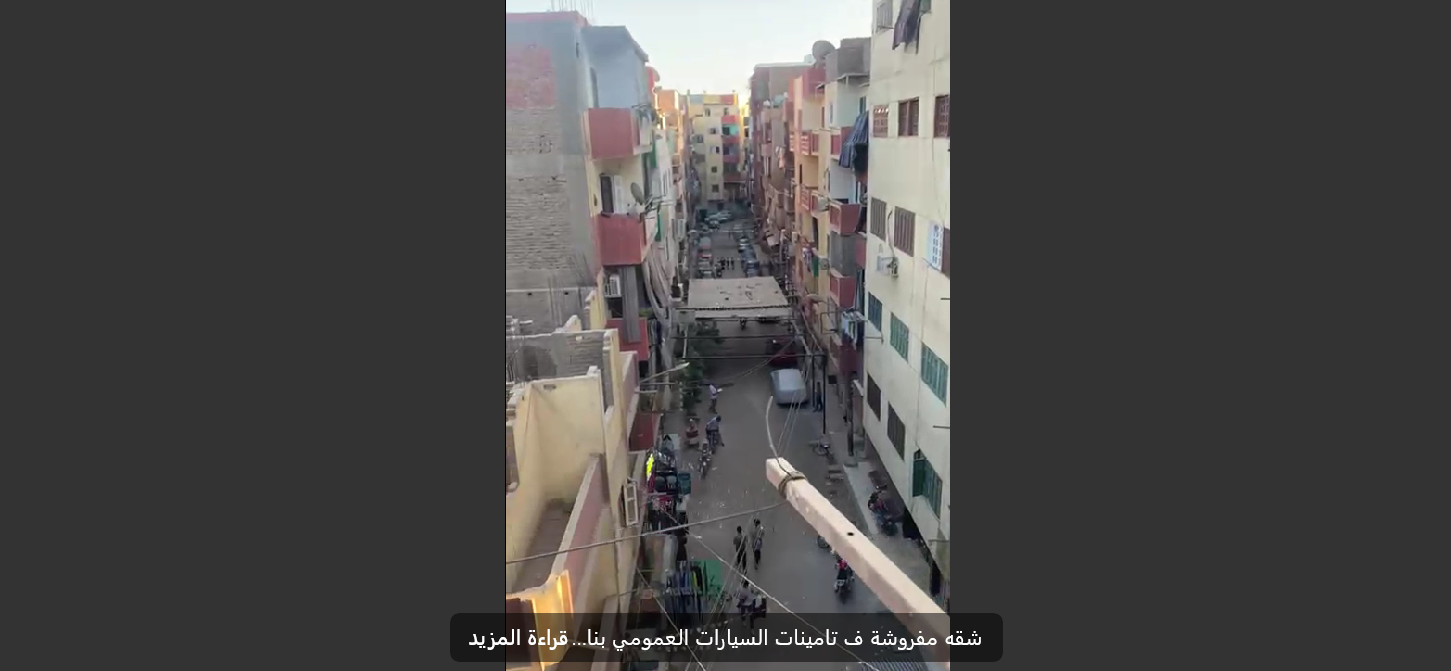 شقه مفروشة ف تامينات السيارات العمومي بنا... قراءة المزيد